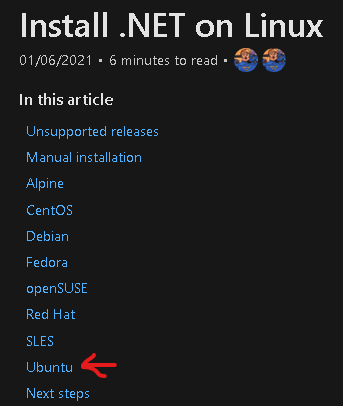 Install .NET on Linux
01/06/2021 • 6 minutes to read •
In this article
Unsupported releases
Manual installation
Alpine
CentOS
Debian
Fedora
openSUSE
Red Hat
SLES
Ubuntu
Next steps